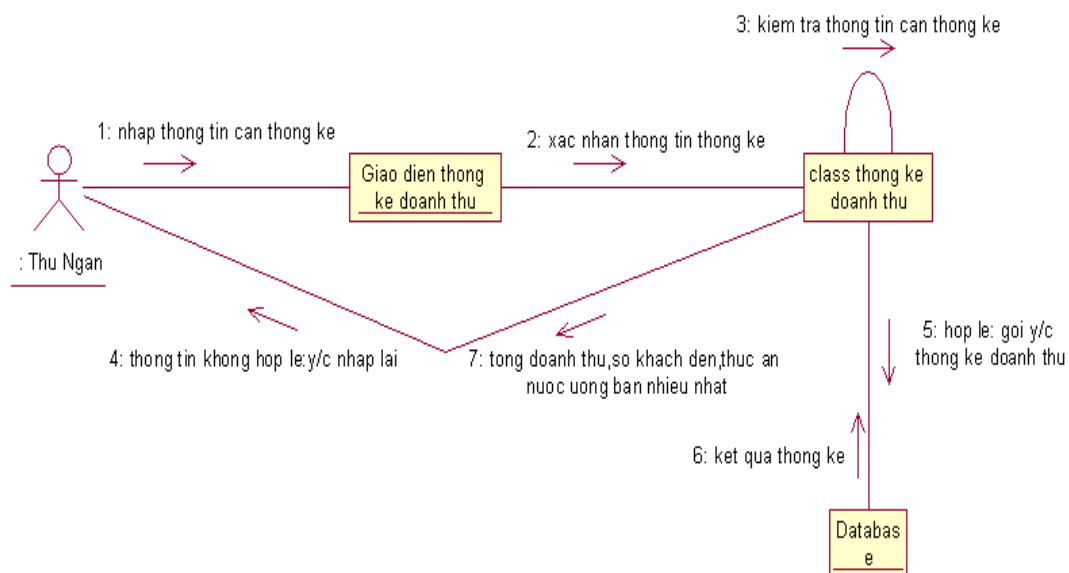 3: kiem tra thong tin can thong ke
1: nhap thong tin can thong ke
2: xac nhan thong tin thong ke
Giao dien thong
ke doanh thu
class thong ke
doanh thu
: Thu Ngan
4: thong tin khong hop le:y/c nhap lai
7: tong doanh thu,so khach den,thuc an
nuoc uong ban nhieu nhat
5: hop le: goi y/c
thong ke doanh thu
6: ket qua thong ke
Databas
e